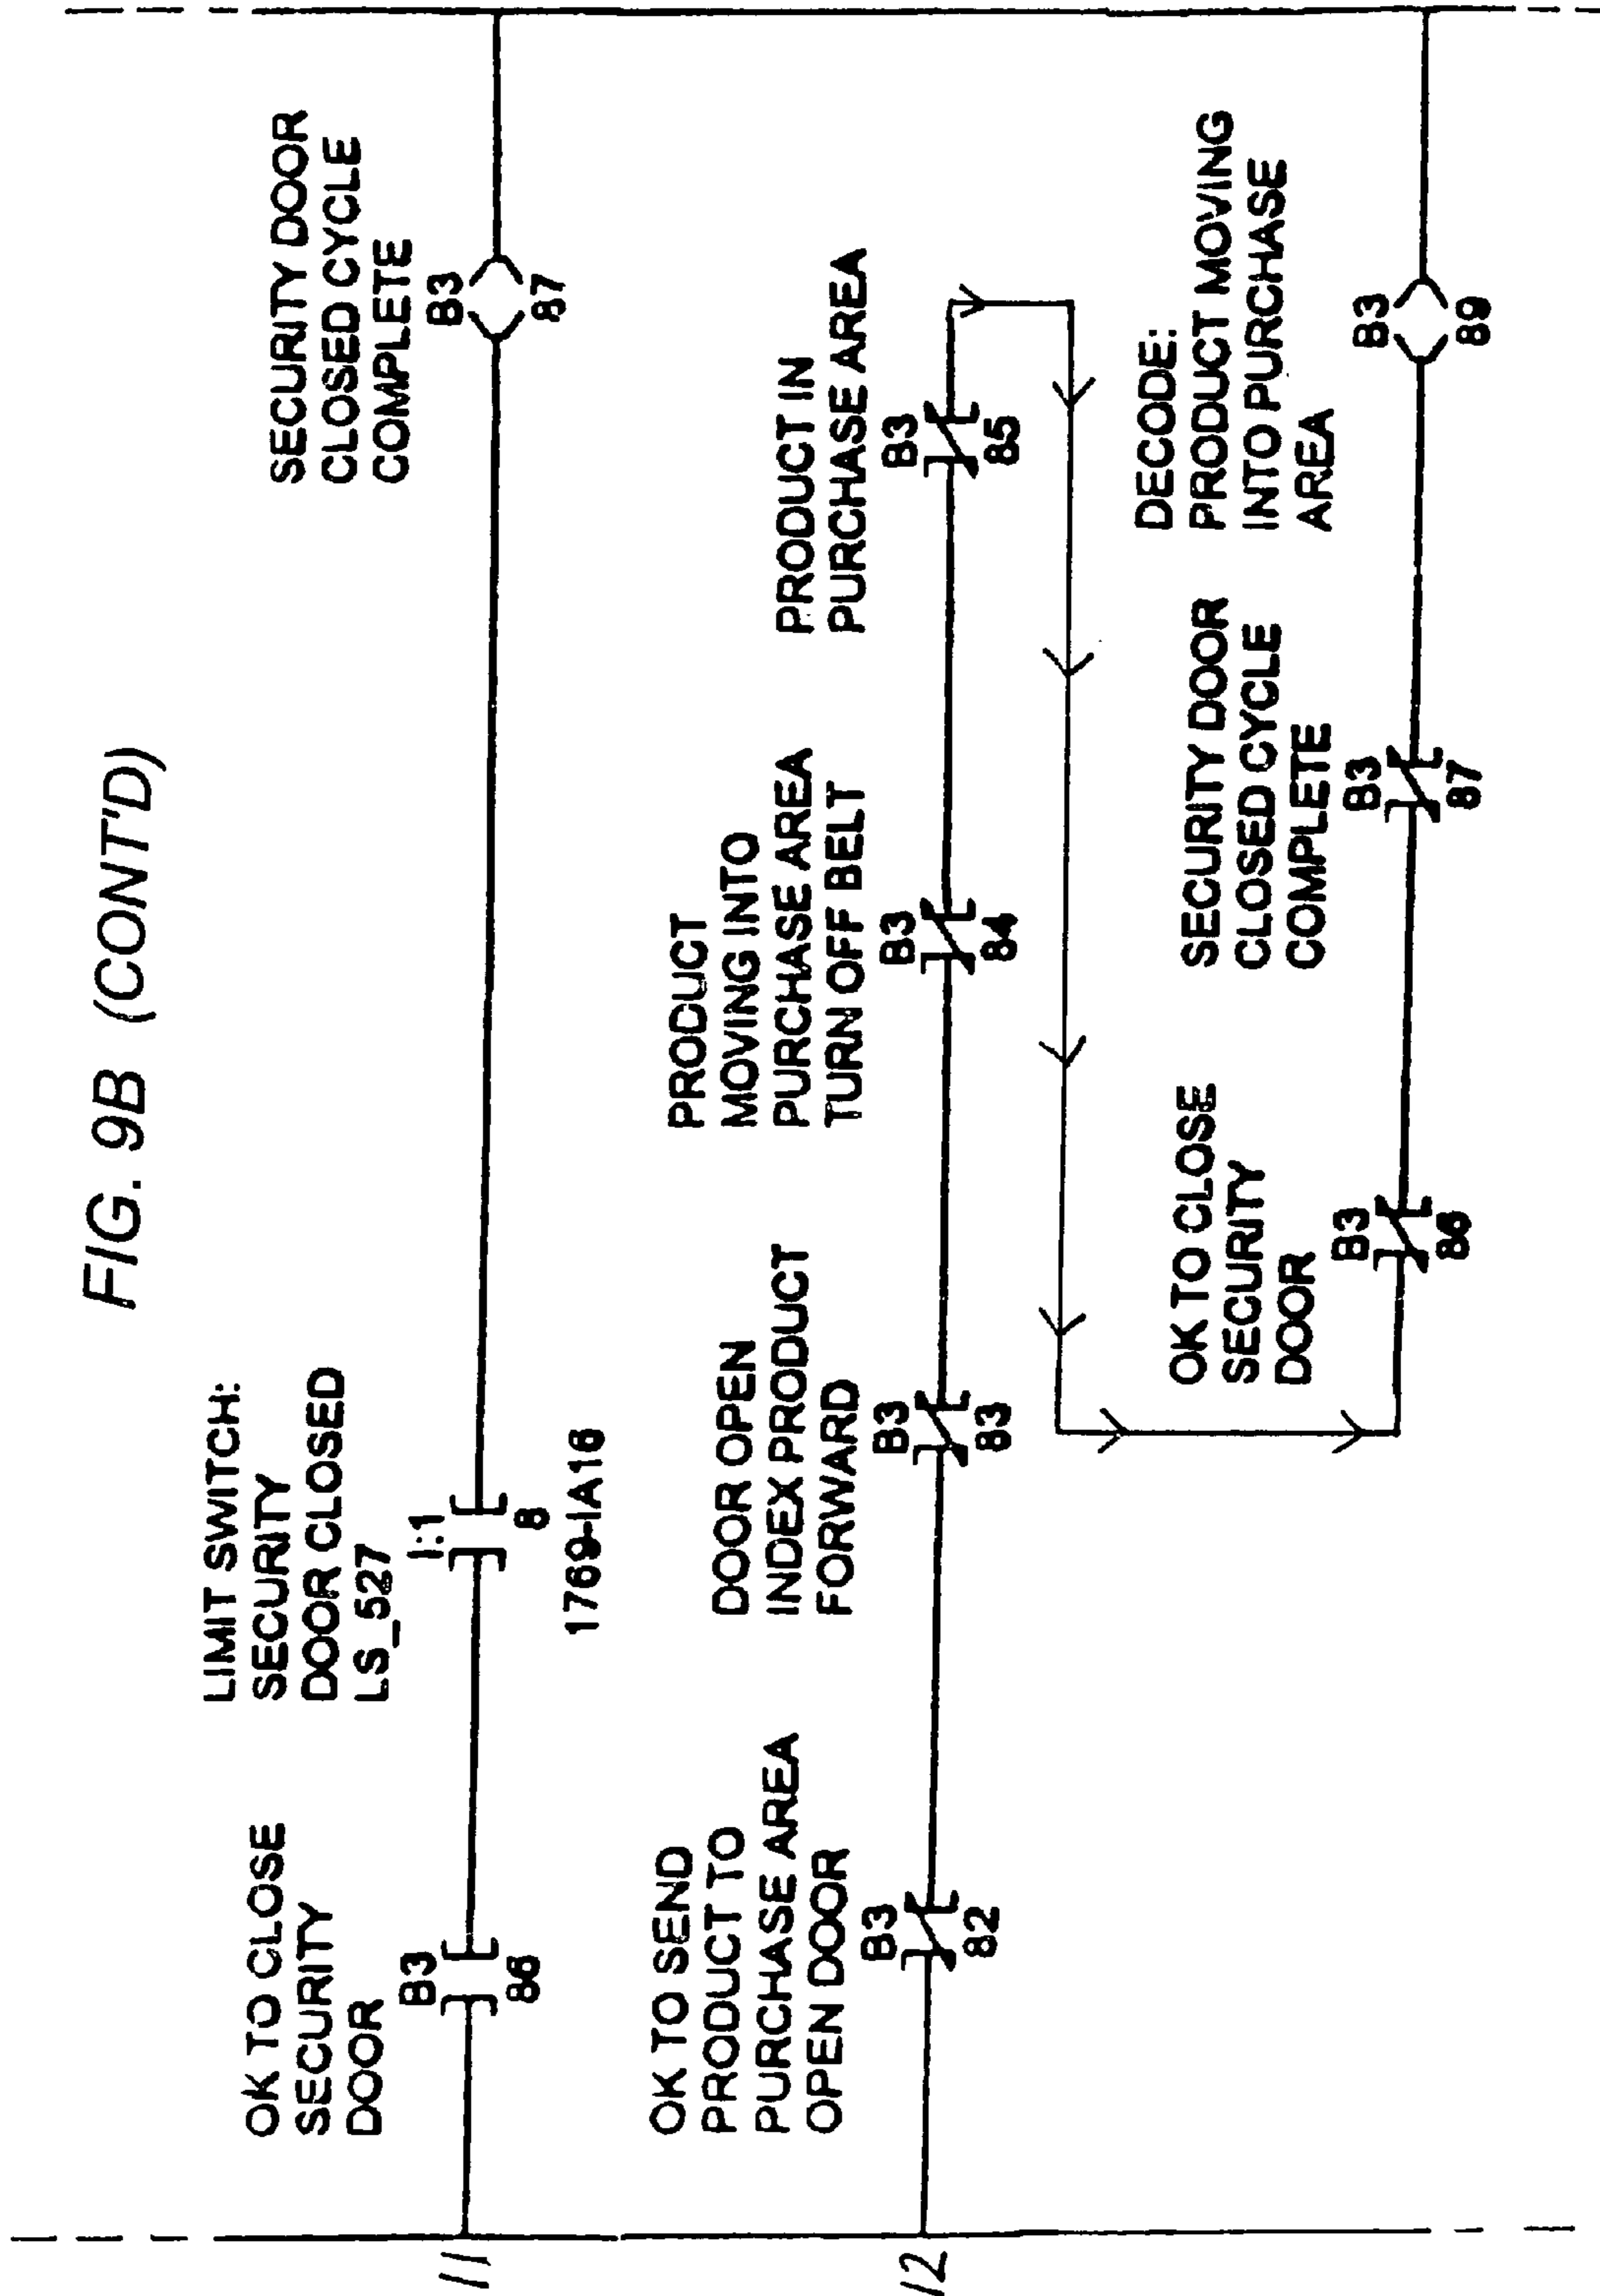 FIG. 9B (CONT'D)
11
OK TO CLOSE
SECURITY
DOOR
B3
86
LIMIT SWITCH:
SECURITY
DOOR CLOSED
LS_527
I:1
8
1769-IA16
SECURITY DOOR
CLOSED CYCLE
COMPLETE
B3
87
12
OK TO SEND
PRODUCT TO
PURCHASE AREA
OPEN DOOR
B3
82
DOOR OPEN
INDEX PRODUCT
FORWARD
B3
83
PRODUCT
MOVING INTO
PURCHASE AREA
TURN OFF BELT
B3
84
PRODUCT IN
PURCHASE AREA
B3
85
OK TO CLOSE
SECURITY
DOOR
B3
86
SECURITY DOOR
CLOSED CYCLE
COMPLETE
B3
87
DECODE:
PRODUCT MOVING
INTO PURCHASE
AREA
B3
89